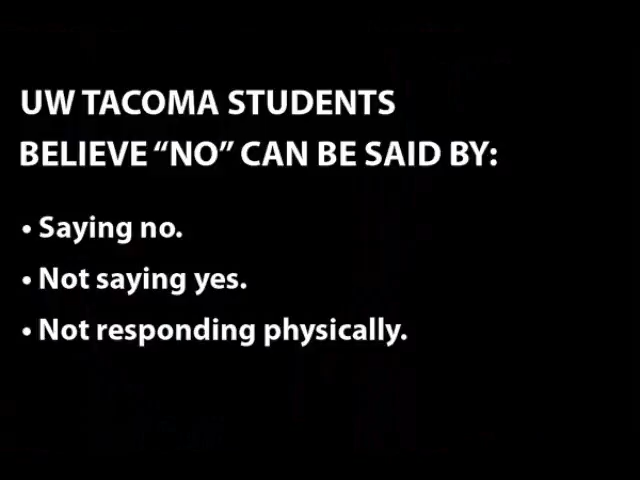 UW TACOMA STUDENTS
BELIEVE “NO” CAN BE SAID BY:
• Saying no.
• Not saying yes.
• Not responding physically.